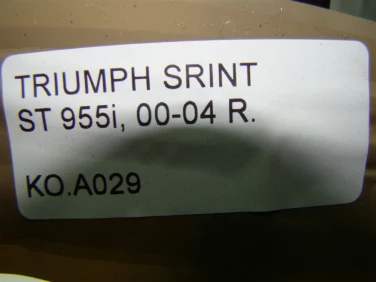 TRIUMPH SRINT
ST 955i, 00-04 R.
KO.A029